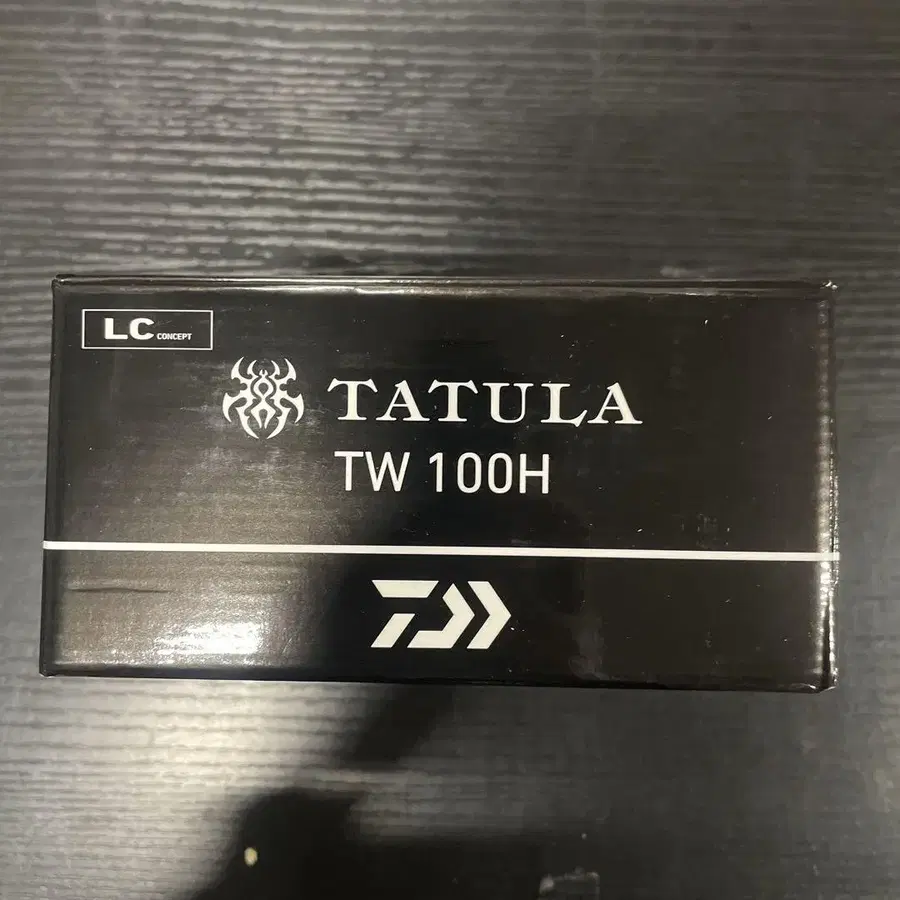 LC CONCEPT
TATULA
TW 100H